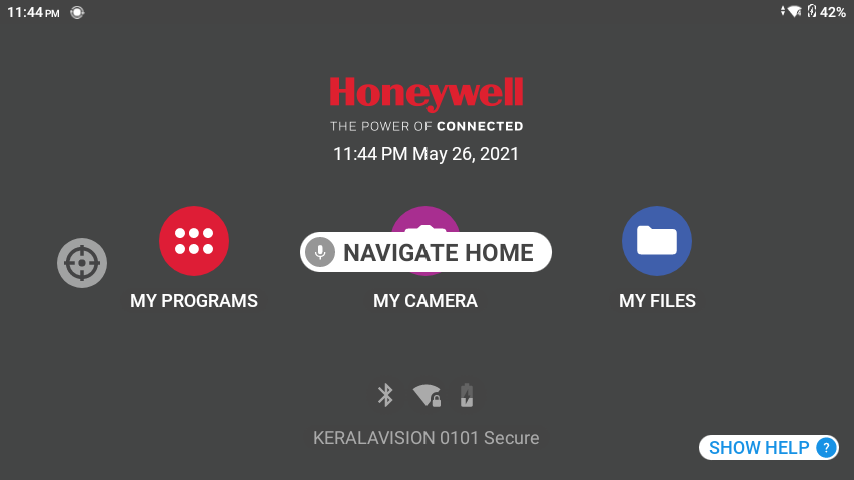 11:44 PM
42%
Honeywell
THE POWER OF CONNECTED
11:44 PM May 26, 2021
NAVIGATE HOME
MY PROGRAMS
MY CAMERA
MY FILES
KERALAVISION 0101 Secure
SHOW HELP ?